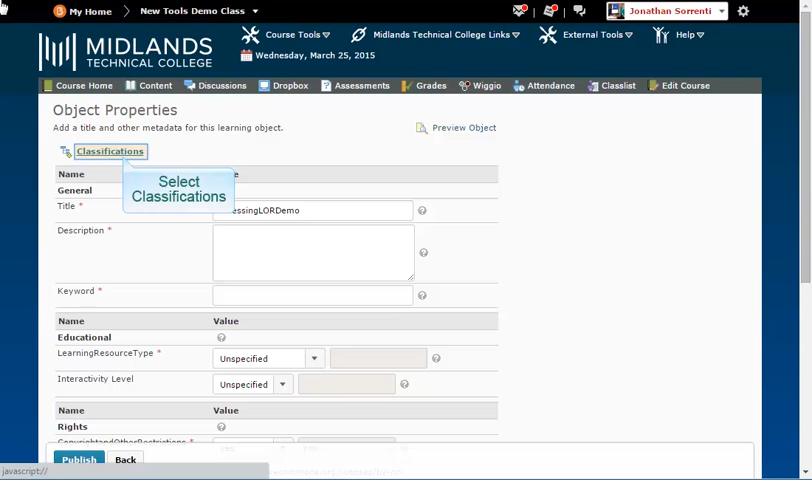 My Home
New Tools Demo Class
Jonathan Sorrenti
MIDLANDS
TECHNICAL COLLEGE
Course Tools
Midlands Technical College Links
External Tools
Help
Wednesday, March 25, 2015
Course Home
Content
Discussions
Dropbox
Assessments
Grades
Wiggio
Attendance
Classlist
Edit Course
Object Properties
Add a title and other metadata for this learning object.
Preview Object
Classifications
Select
Classifications
Name
General
Title *
Description *
Keyword *
Name Value
Educational
LearningResourceType * Unspecified
Interactivity Level Unspecified
Name Value
Rights
CopyrightandOtherRestrictions
Publish
Back
javascript://